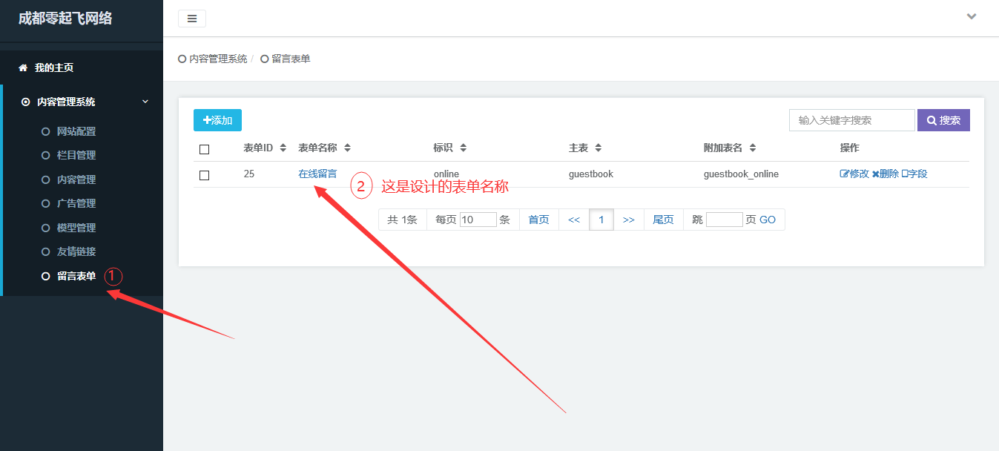 成都零起飞网络
我的主页
内容管理系统
网站配置
栏目管理
内容管理
广告管理
模型管理
友情链接
留言表单 ①
内容管理系统 / 留言表单
添加 输入关键字搜索 搜索
表单ID 表单名称 标识 主表 附加表名 操作
25 在线留言 online guestbook guestbook_online 修改 删除 字段
② 这是设计的表单名称
共 1条 每页 10 条 首页 << 1 >> 尾页 跳 页 GO